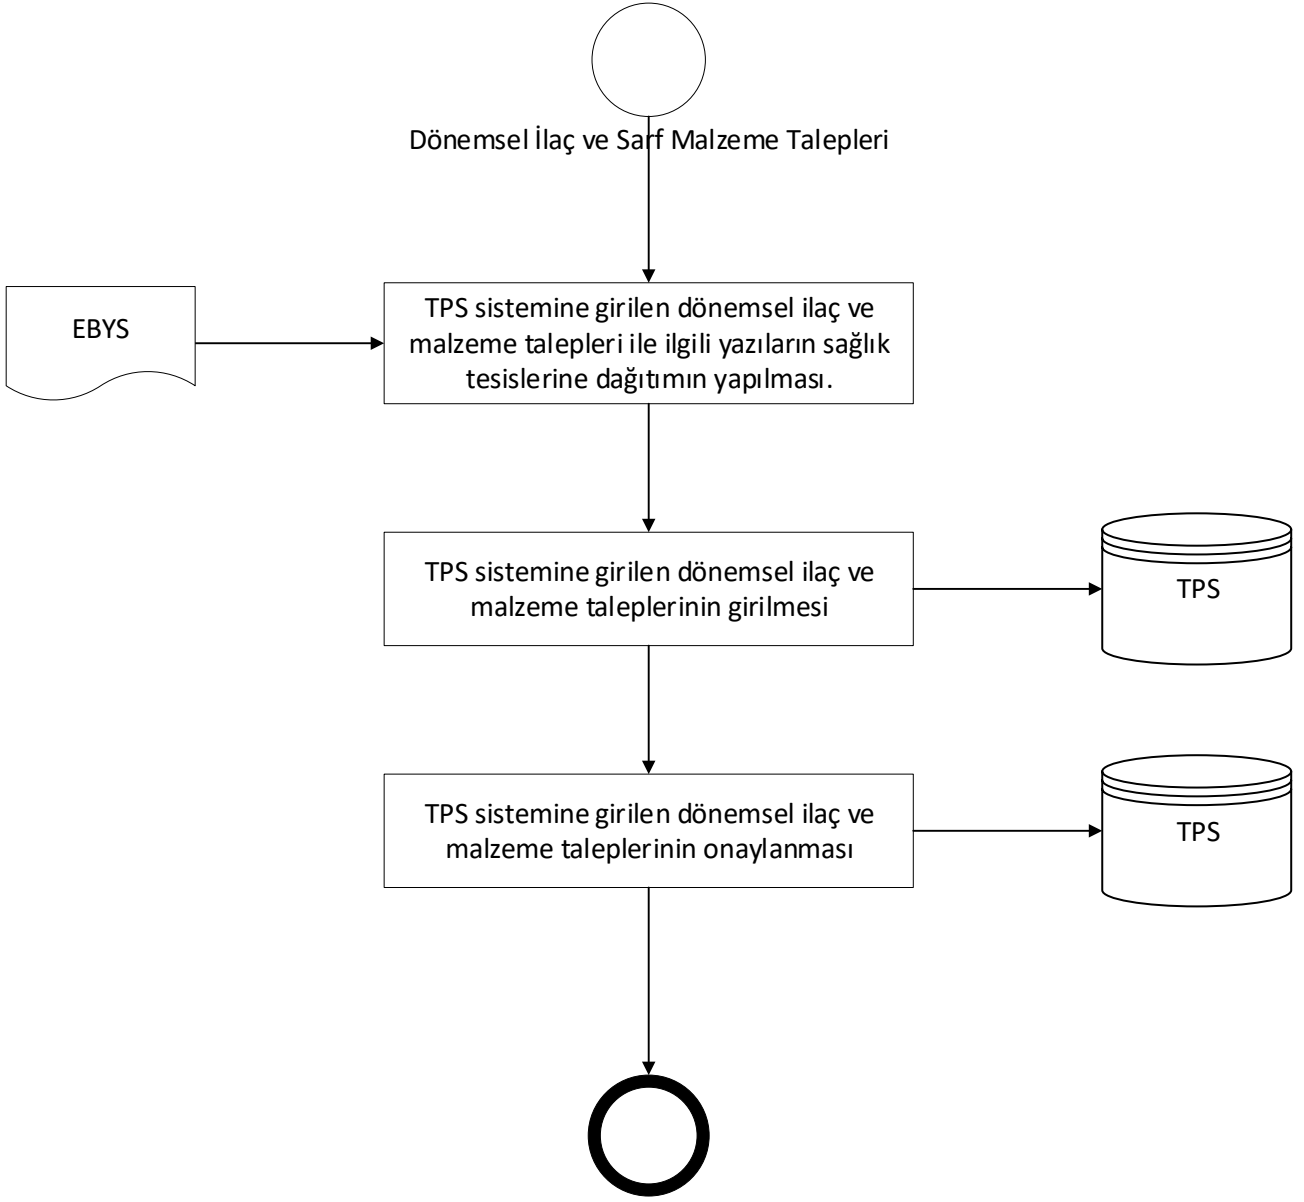 Dönemsel İlaç ve Sarf Malzeme Talepleri
EBYS
TPS sistemine girilen dönemsel ilaç ve
malzeme talepleri ile ilgili yazıların sağlık
tesislerine dağıtımın yapılması.
TPS sistemine girilen dönemsel ilaç ve
malzeme taleplerinin girilmesi
TPS
TPS sistemine girilen dönemsel ilaç ve
malzeme taleplerinin onaylanması
TPS